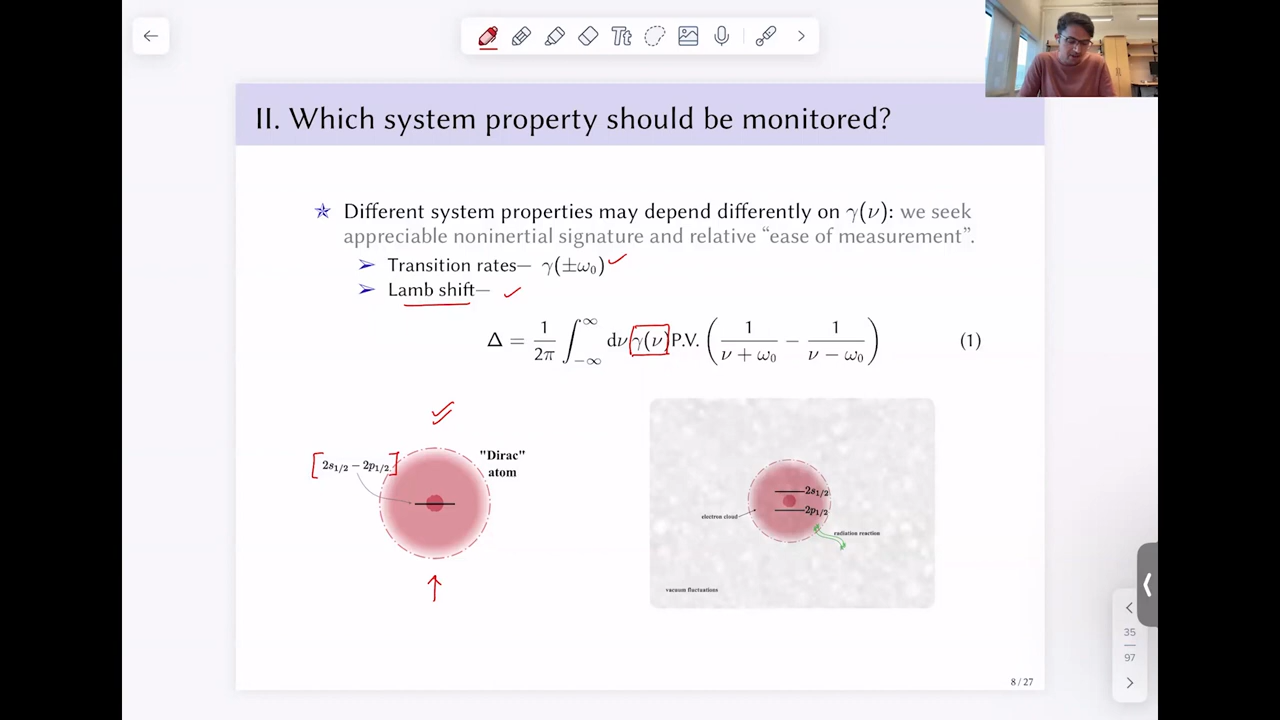 II. Which system property should be monitored?
Different system properties may depend differently on γ(ν): we seek
appreciable noninertial signature and relative “ease of measurement”.
Transition rates— γ(±ω₀)
Lamb shift—
Δ = 1/2π ∫_{−∞}^{∞} dν γ(ν) P.V. ( 1/(ν + ω₀) − 1/(ν − ω₀) ) (1)
"Dirac"
atom
[2s₁/₂ − 2p₁/₂]
2s₁/₂
2p₁/₂
electron cloud
radiation reaction
vacuum fluctuations
8 / 27
Tt
35
97